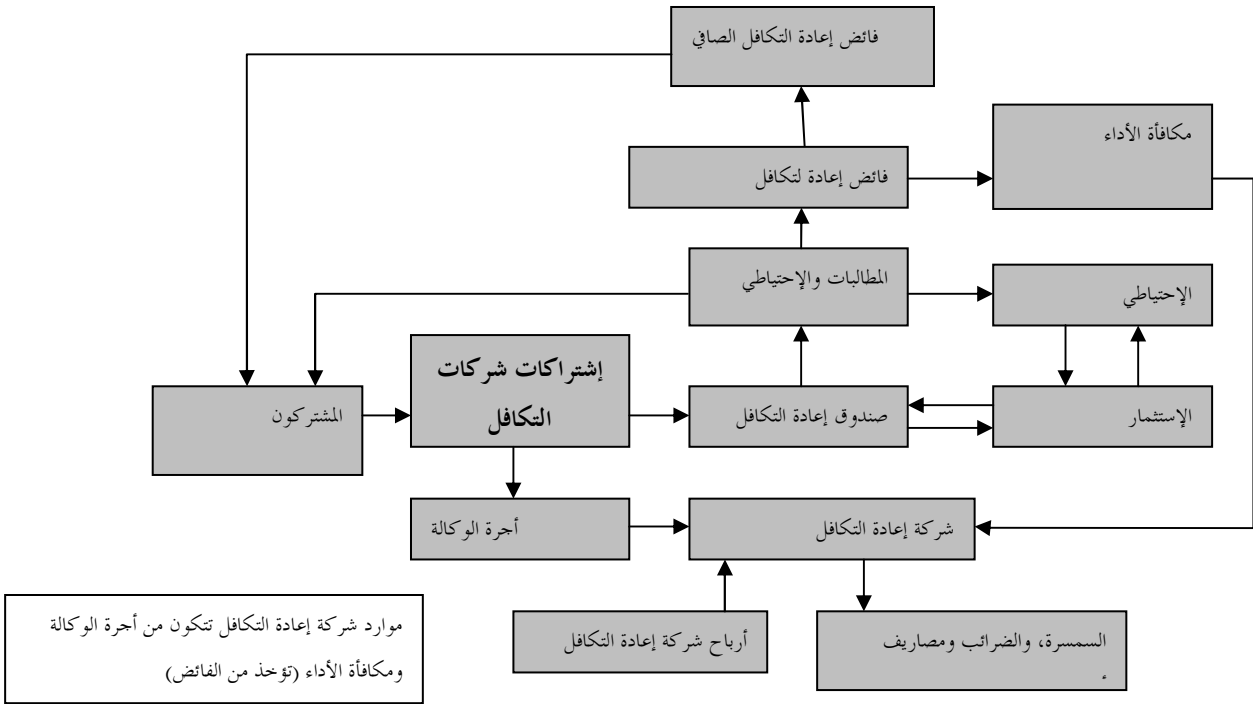 فائض إعادة التكافل الصافي
مكافأة الأداء
فائض إعادة لتكافل
المطالبات والإحتياطي
الإحتياطي
إشتراكات شركات
التكافل
المشتركون
صندوق إعادة التكافل
الإستثمار
أجرة الوكالة
شركة إعادة التكافل
موارد شركة إعادة التكافل تتكون من أجرة الوكالة
ومكافأة الأداء (تؤخذ من الفائض)
أرباح شركة إعادة التكافل
السمسرة، والضرائب ومصاريف